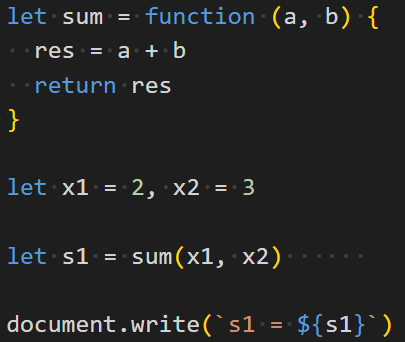 let sum = function (a, b) {
  res = a + b
  return res
}

let x1 = 2, x2 = 3

let s1 = sum(x1, x2)

document.write(`s1 = ${s1}`)